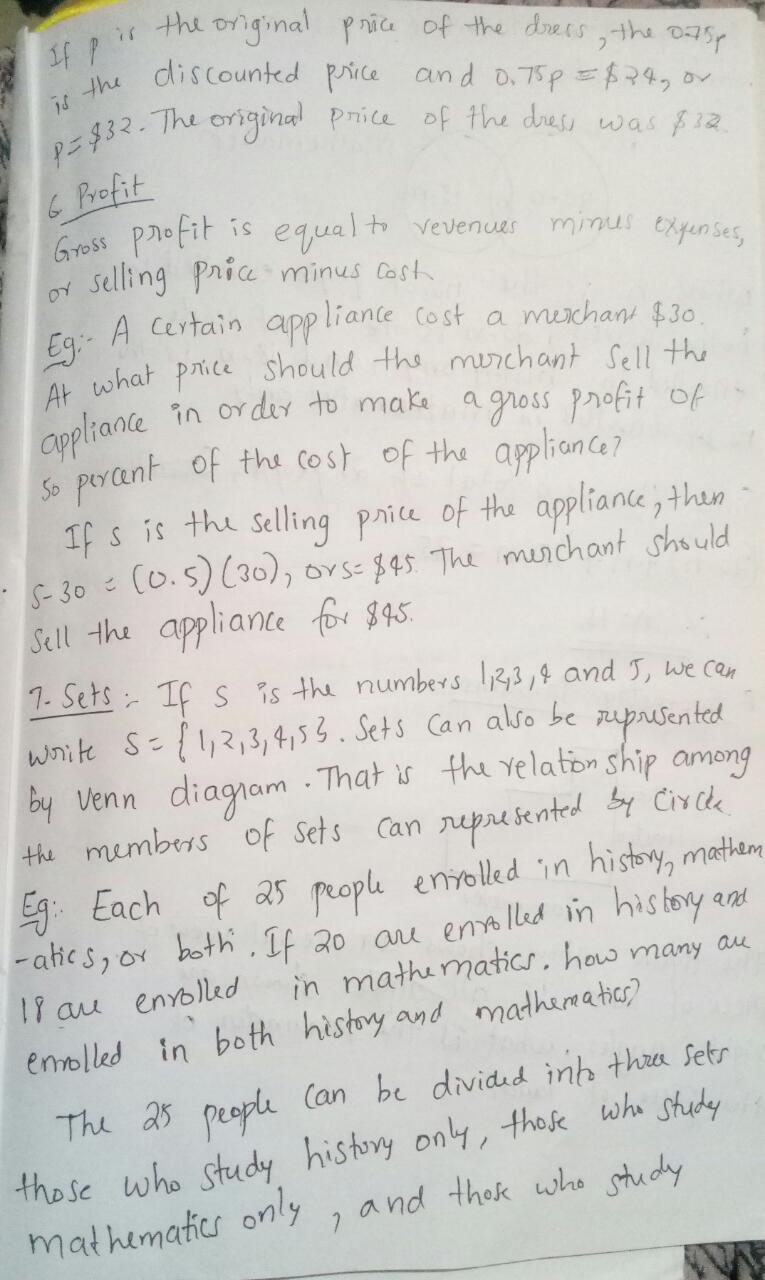 If p is the original price of the dress, the 0.75p
is the discounted price and 0.75p = $24, or
p = $32. The original price of the dress was $32.
6 Profit
Gross profit is equal to revenues minus expenses,
or selling price minus cost
Eg:- A certain appliance cost a merchant $30.
At what price should the merchant sell the
appliance in order to make a gross profit of
50 percent of the cost of the appliance?
If s is the selling price of the appliance, then
s-30 = (0.5) (30), or s= $45. The merchant should
sell the appliance for $45.
7- Sets :- If S is the numbers 1,2,3,4 and 5, we can
write S = {1,2,3,4,5}. Sets can also be represented
by Venn diagram. That is the relationship among
the members of sets can represented by circle.
Eg:. Each of 25 people enrolled in history, mathem
-atics, or both. If 20 are enrolled in history and
18 are enrolled in mathematics. how many are
enrolled in both history and mathematics?
The 25 people can be divided into three sets
those who study history only, those who study
mathematics only, and those who study